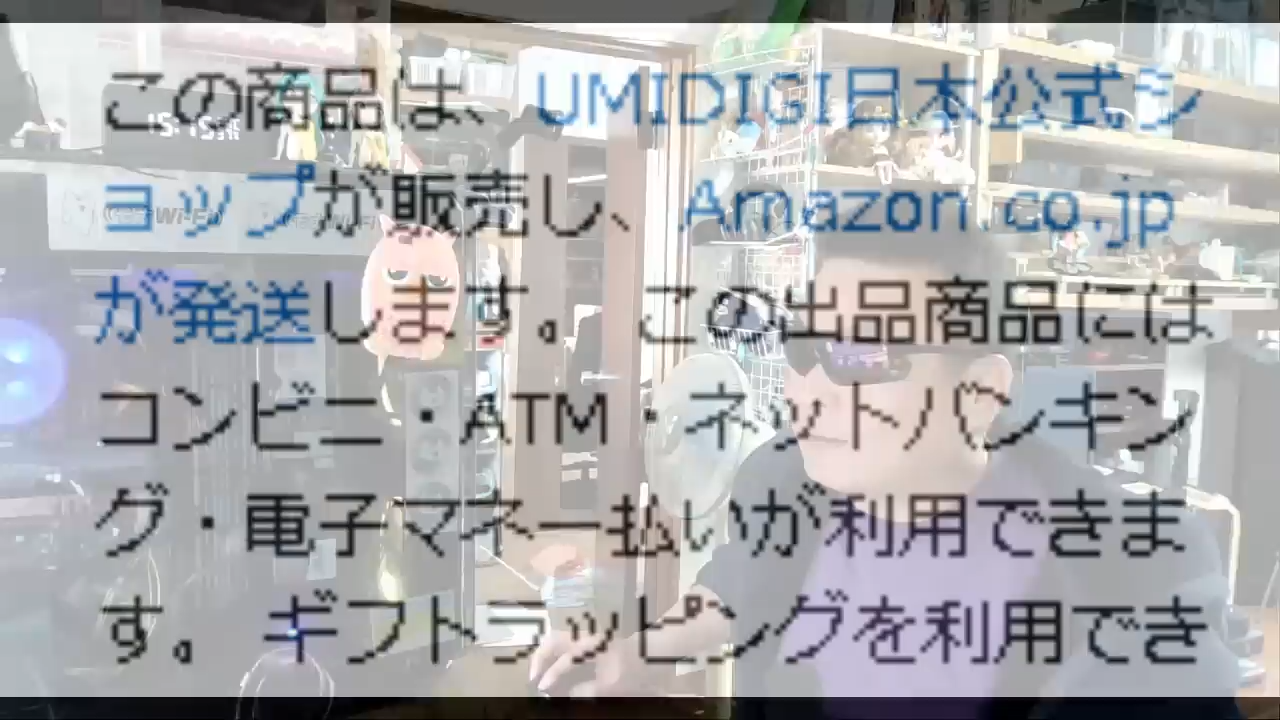 この商品は、UMIDIGI日本公式シ
ョップが販売し、Amazon.co.jp
が発送します。この出品商品には
コンビニ・ATM・ネットバンキン
グ・電子マネー払いが利用できま
す。ギフトラッピングを利用でき
15:15
Wi-Fi